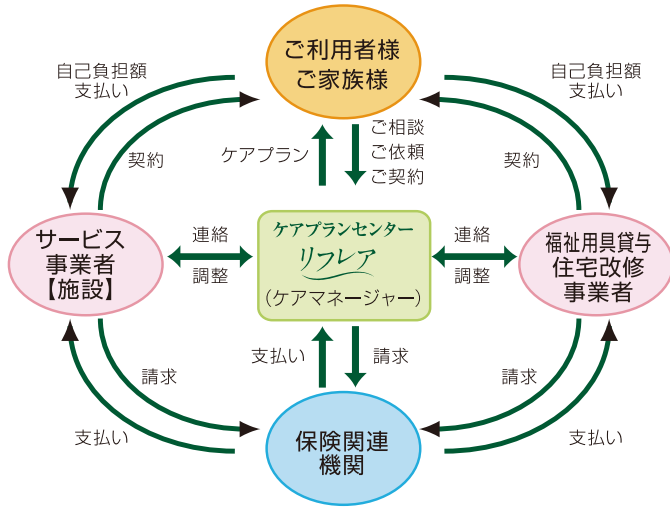 ご利用者様
ご家族様
自己負担額
支払い
自己負担額
支払い
契約
ケアプラン
ご相談
ご依頼
ご契約
契約
サービス
事業者
【施設】
連絡
調整
ケアプランセンター
リフレア
(ケアマネージャー)
連絡
調整
福祉用具貸与
住宅改修
事業者
支払い
請求
請求
請求
支払い
支払い
保険関連
機関